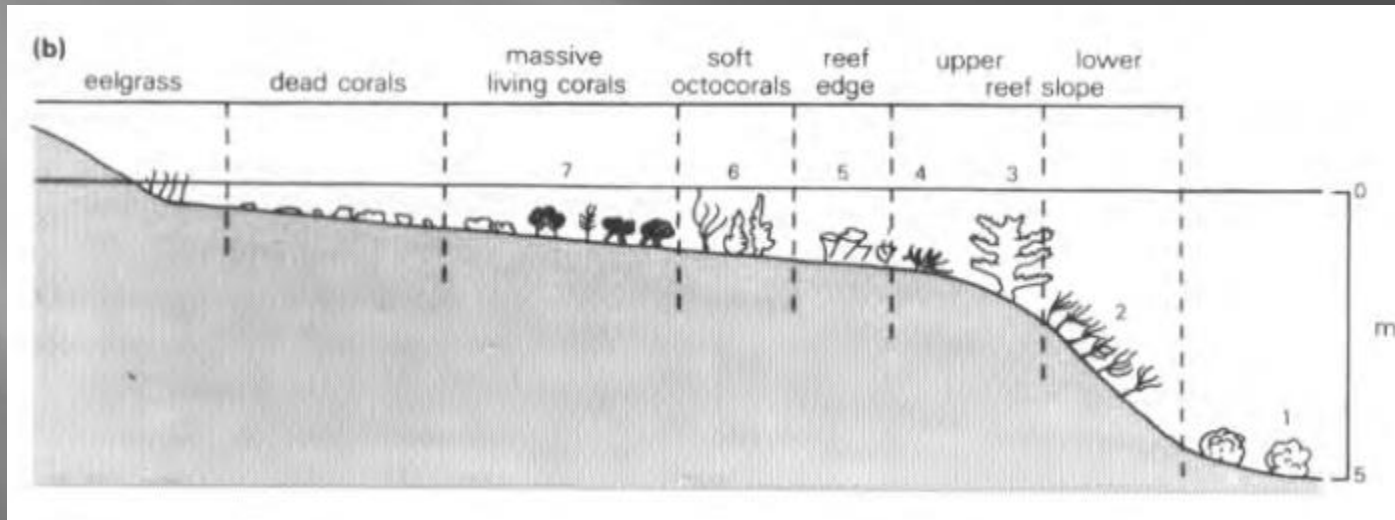 (b)
eelgrass
dead corals
massive
living corals
soft
octocorals
reef
edge
upper
lower
reef slope
7
6
5
4
3
2
1
0
m
5